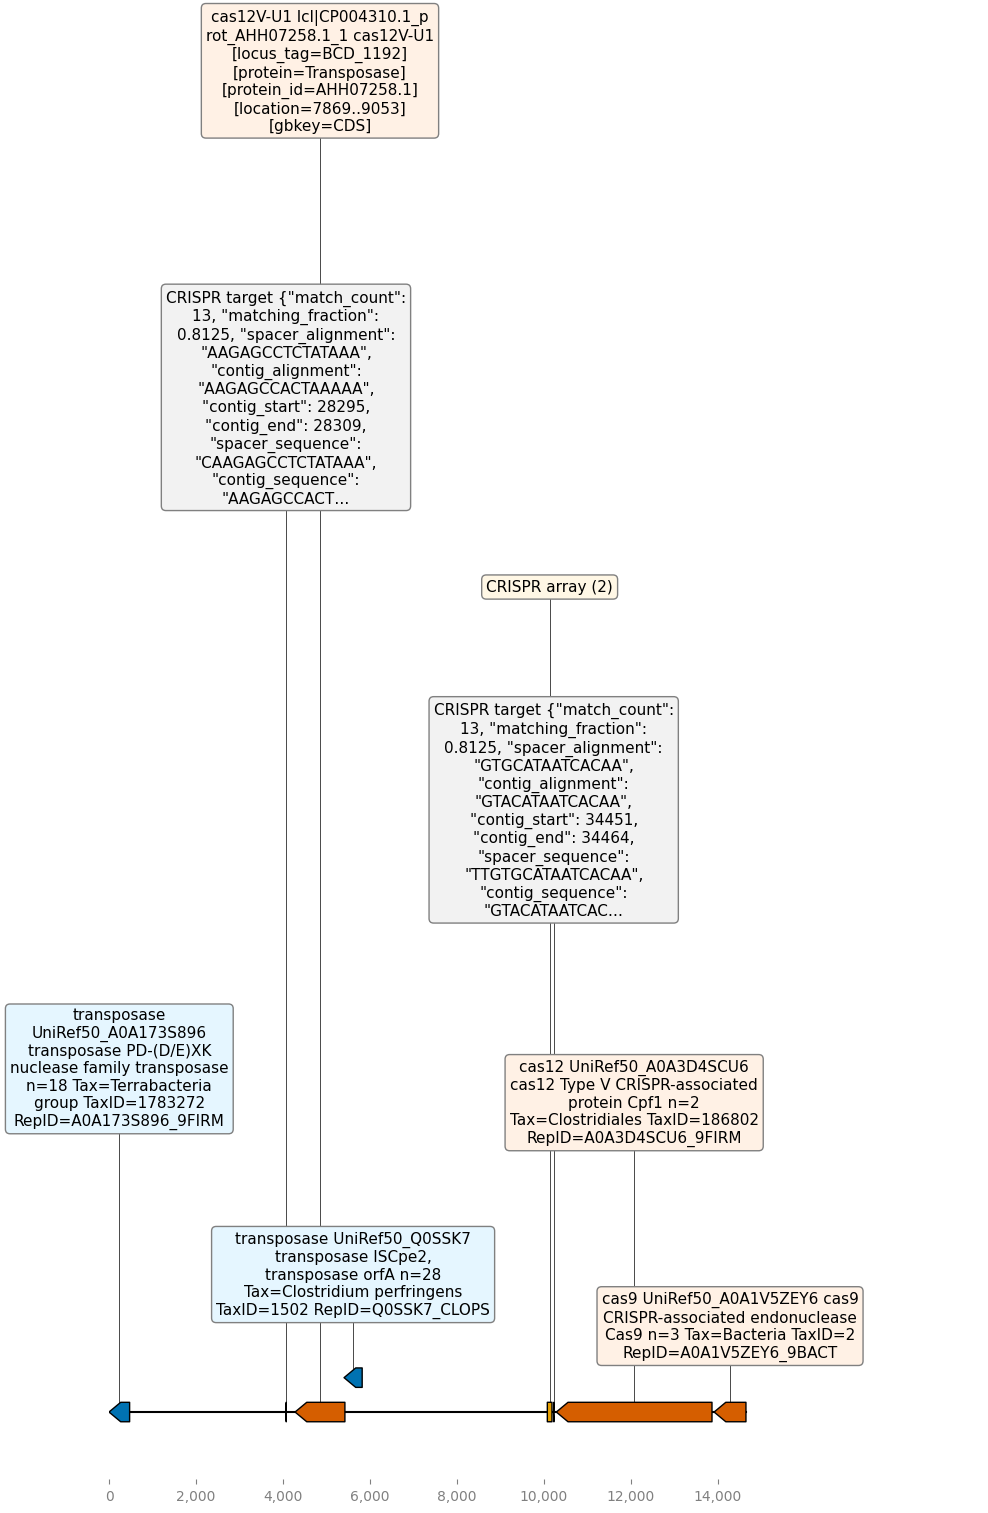 cas12V-U1 lcl|CP004310.1_p
rot_AHH07258.1_1 cas12V-U1
[locus_tag=BCD_1192]
[protein=Transposase]
[protein_id=AHH07258.1]
[location=7869..9053]
[gbkey=CDS]
CRISPR target {"match_count":
13, "matching_fraction":
0.8125, "spacer_alignment":
"AAGAGCCTCTATAAA",
"contig_alignment":
"AAGAGCCACTAAAAA",
"contig_start": 28295,
"contig_end": 28309,
"spacer_sequence":
"CAAGAGCCTCTATAAA",
"contig_sequence":
"AAGAGCCACT...
CRISPR array (2)
CRISPR target {"match_count":
13, "matching_fraction":
0.8125, "spacer_alignment":
"GTGCATAATCACAA",
"contig_alignment":
"GTACATAATCACAA",
"contig_start": 34451,
"contig_end": 34464,
"spacer_sequence":
"TTGTGCATAATCACAA",
"contig_sequence":
"GTACATAATCAC...
transposase
UniRef50_A0A173S896
transposase PD-(D/E)XK
nuclease family transposase
n=18 Tax=Terrabacteria
group TaxID=1783272
RepID=A0A173S896_9FIRM
cas12 UniRef50_A0A3D4SCU6
cas12 Type V CRISPR-associated
protein Cpf1 n=2
Tax=Clostridiales TaxID=186802
RepID=A0A3D4SCU6_9FIRM
transposase UniRef50_Q0SSK7
transposase ISCpe2,
transposase orfA n=28
Tax=Clostridium perfringens
TaxID=1502 RepID=Q0SSK7_CLOPS
cas9 UniRef50_A0A1V5ZEY6 cas9
CRISPR-associated endonuclease
Cas9 n=3 Tax=Bacteria TaxID=2
RepID=A0A1V5ZEY6_9BACT
0 2,000 4,000 6,000 8,000 10,000 12,000 14,000